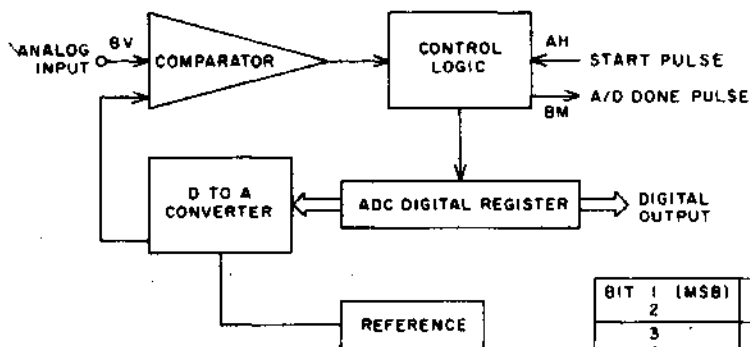 ANALOG
INPUT
BV
COMPARATOR
CONTROL
LOGIC
AH
START PULSE
A/D DONE PULSE
BM
D TO A
CONVERTER
ADC DIGITAL REGISTER
DIGITAL
OUTPUT
REFERENCE
BIT 1 (MSB)
2
3